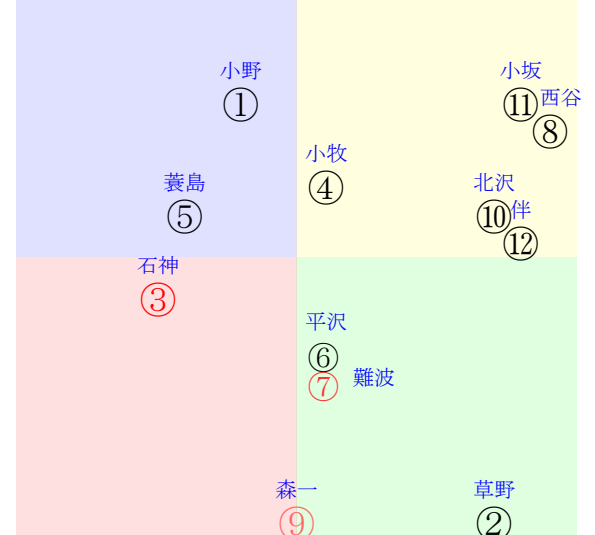 小野
①
小坂
⑪
西谷
⑧
小牧
④
蓑島
⑤
北沢
⑩
伴
⑫
石神
③
平沢
⑥
⑦
難波
森一
⑨
草野
②